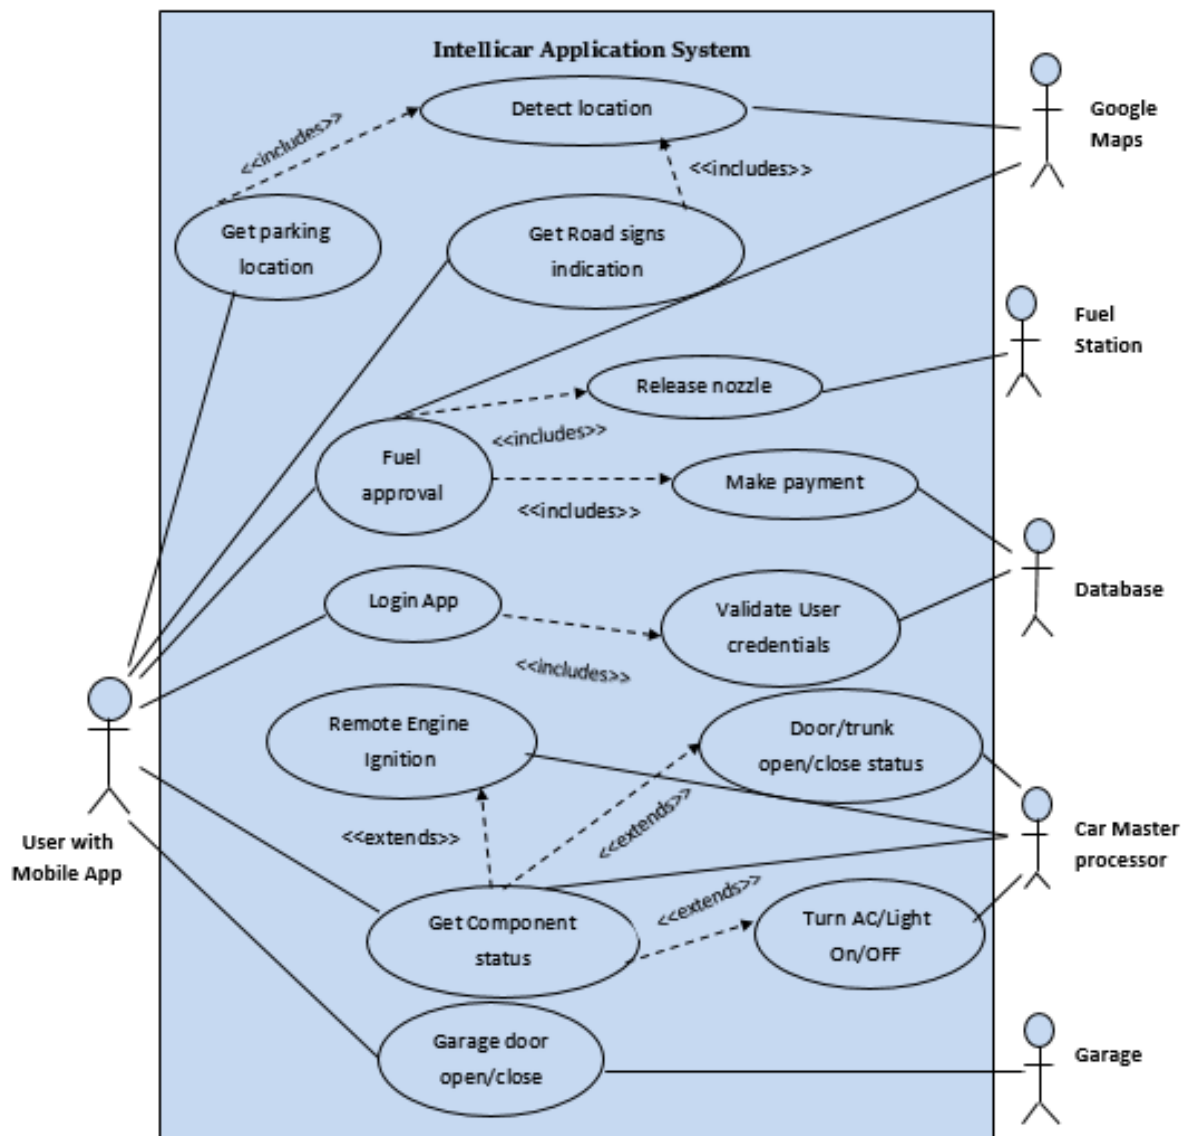 Intellicar Application System
Detect location
Google
Maps
<<includes>>
<<includes>>
Get parking
location
Get Road signs
indication
Fuel
Station
Release nozzle
<<includes>>
Fuel
approval
Make payment
<<includes>>
Database
Login App
Validate User
credentials
<<includes>>
Remote Engine
Ignition
Door/trunk
open/close status
<<extends>>
<<extends>>
User with
Mobile App
Car Master
processor
<<extends>>
Get Component
status
Turn AC/Light
On/OFF
Garage door
open/close
Garage